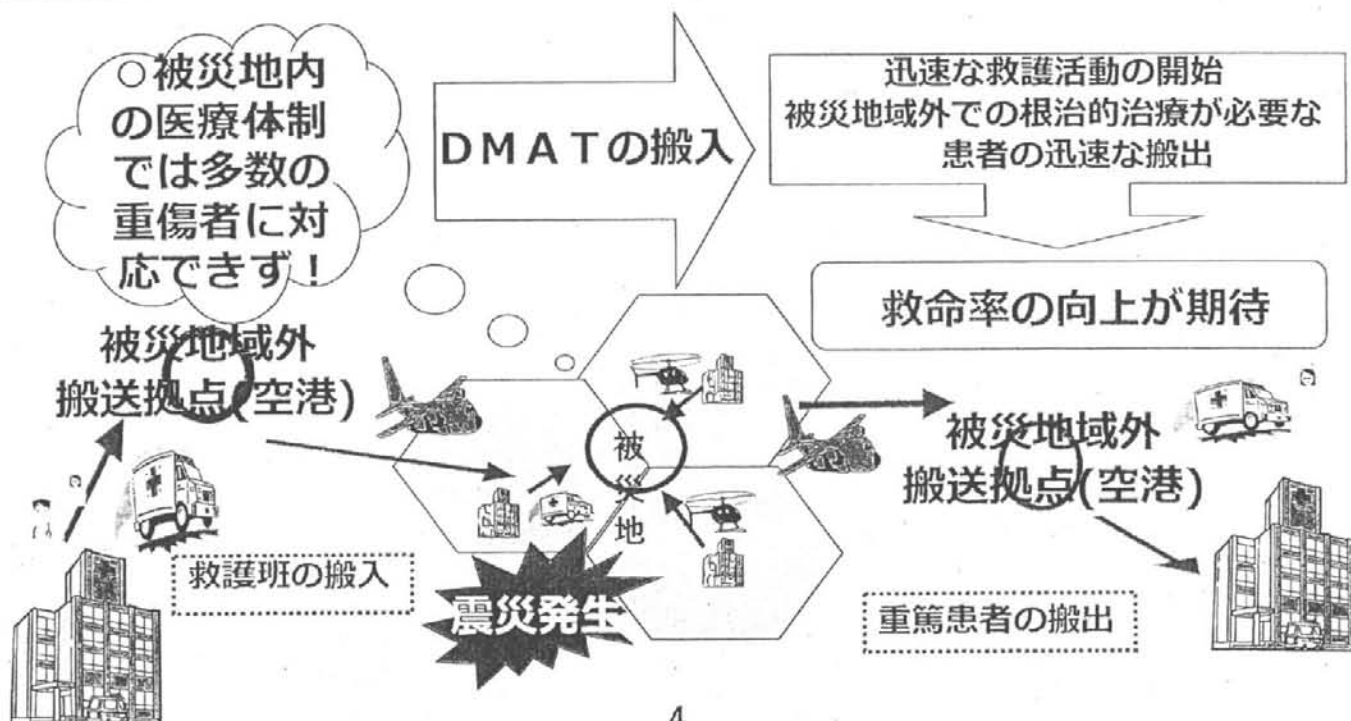 ○被災地内
の医療体制
では多数の
重傷者に対
応できず！
DMATの搬入
迅速な救護活動の開始
被災地域外での根治的治療が必要な
患者の迅速な搬出
救命率の向上が期待
被災地域外
搬送拠点(空港)
被災地
被災地域外
搬送拠点(空港)
救護班の搬入
震災発生
重篤患者の搬出
4